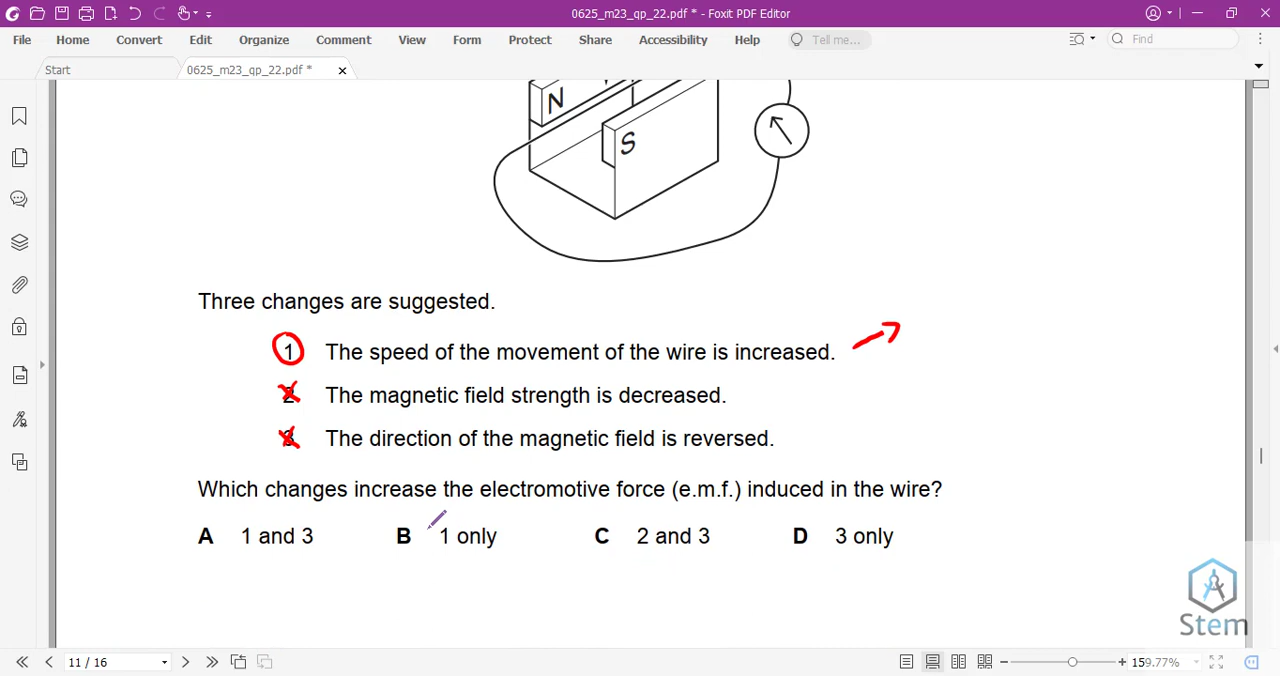 0625_m23_qp_22.pdf * - Foxit PDF Editor
File Home Convert Edit Organize Comment View Form Protect Share Accessibility Help Tell me... Find
Start 0625_m23_qp_22.pdf *
N
S
Three changes are suggested.
1 The speed of the movement of the wire is increased.
2 The magnetic field strength is decreased.
3 The direction of the magnetic field is reversed.
Which changes increase the electromotive force (e.m.f.) induced in the wire?
A 1 and 3 B 1 only C 2 and 3 D 3 only
Stem
11 / 16 159.77%